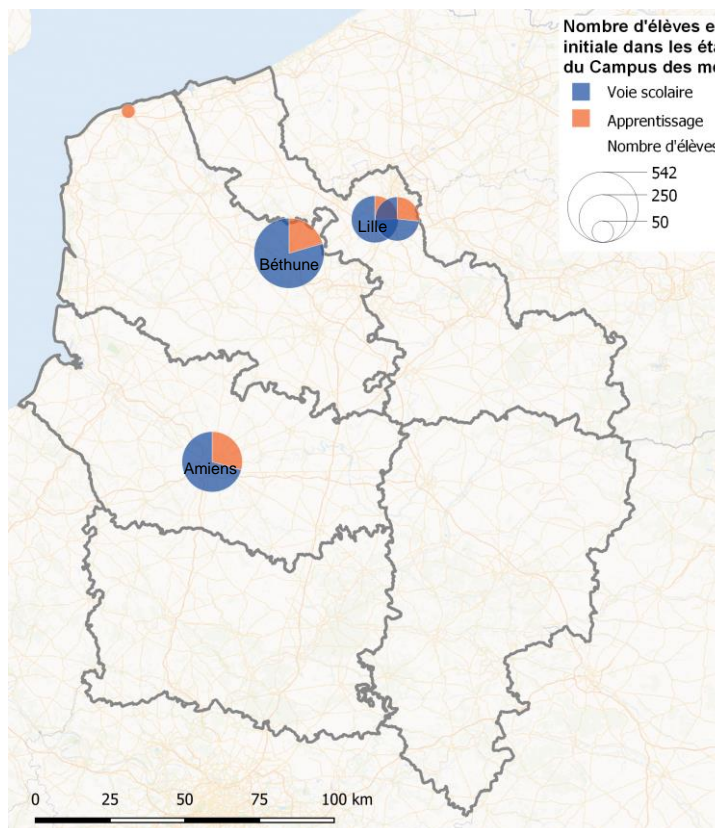 Nombre d'élèves e
initiale dans les éta
du Campus des mé
Voie scolaire
Apprentissage
Nombre d'élèves
542
250
50
Lille
Béthune
Amiens
0 25 50 75 100 km